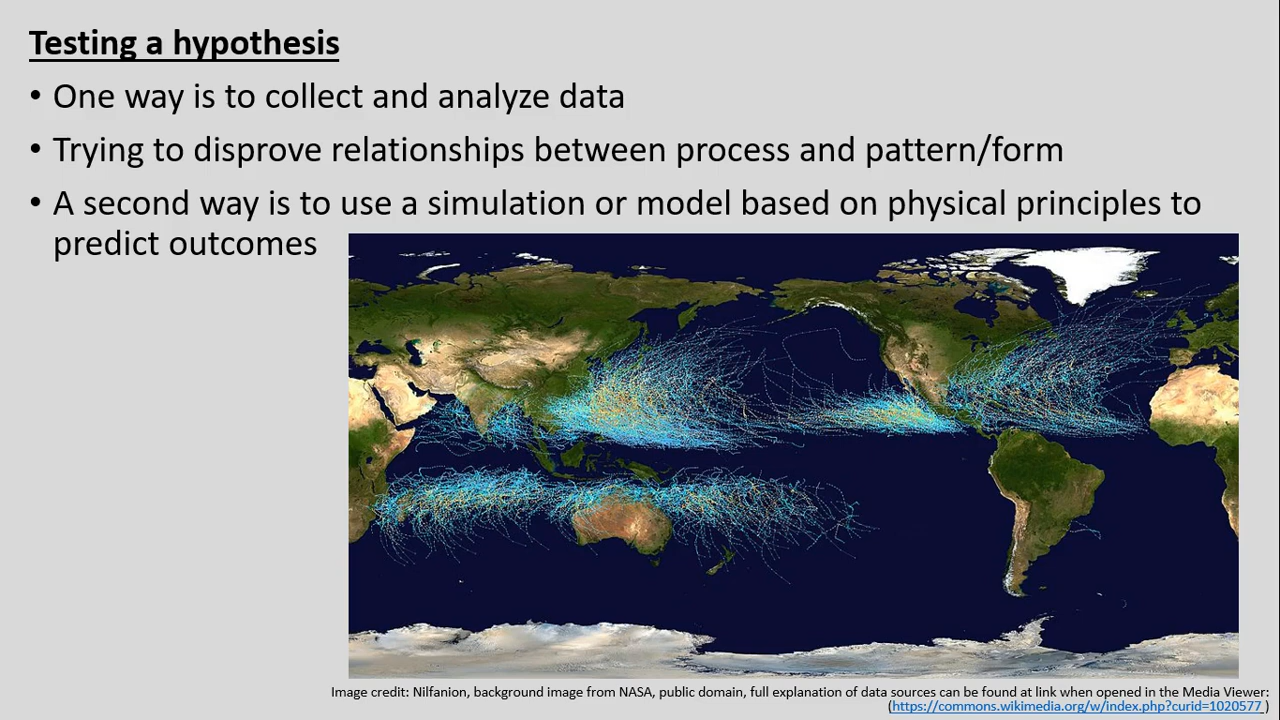 Testing a hypothesis
• One way is to collect and analyze data
• Trying to disprove relationships between process and pattern/form
• A second way is to use a simulation or model based on physical principles to
predict outcomes
Image credit: Nilfanion, background image from NASA, public domain, full explanation of data sources can be found at link when opened in the Media Viewer:
(https://commons.wikimedia.org/w/index.php?curid=1020577 )